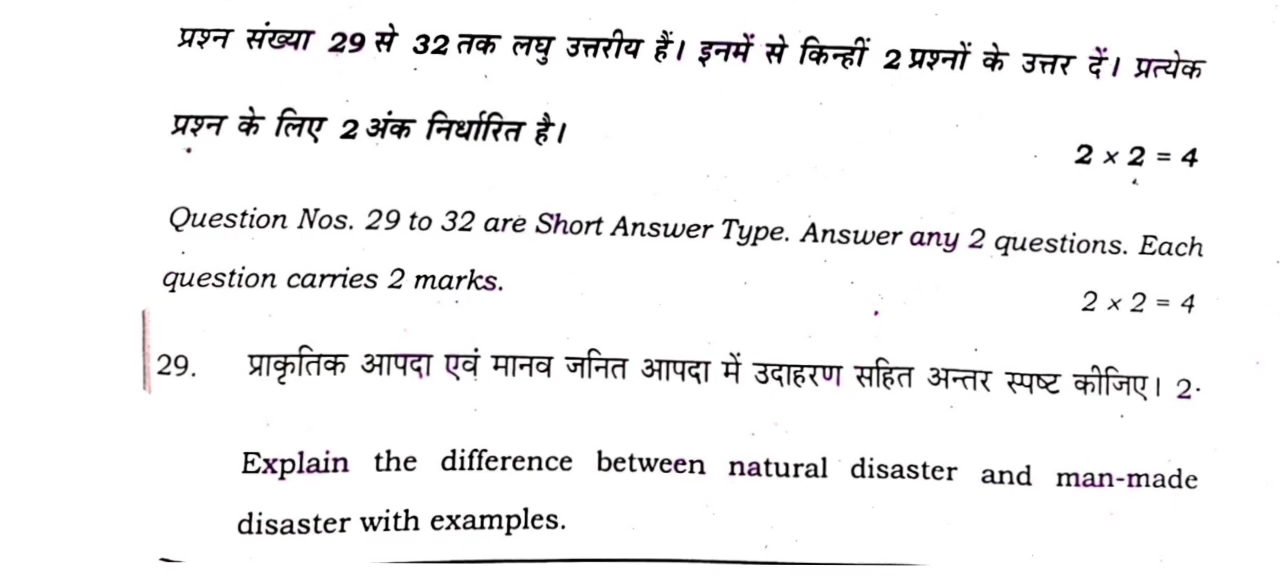 प्रश्न संख्या 29 से 32 तक लघु उत्तरीय हैं। इनमें से किन्हीं 2 प्रश्नों के उत्तर दें। प्रत्येक
प्रश्न के लिए 2 अंक निर्धारित है।
2 × 2 = 4
Question Nos. 29 to 32 are Short Answer Type. Answer any 2 questions. Each
question carries 2 marks.
2 × 2 = 4
29. प्राकृतिक आपदा एवं मानव जनित आपदा में उदाहरण सहित अन्तर स्पष्ट कीजिए। 2
Explain the difference between natural disaster and man-made
disaster with examples.